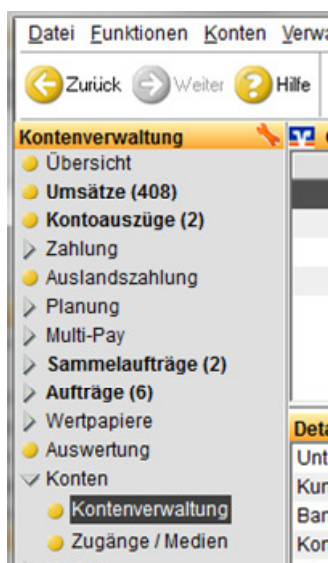 Datei Funktionen Konten
Zurück Weiter Hilfe
Kontenverwaltung
Übersicht
Umsätze (408)
Kontoauszüge (2)
Zahlung
Auslandszahlung
Planung
Multi-Pay
Sammelaufträge (2)
Aufträge (6)
Wertpapiere
Auswertung
Konten
Kontenverwaltung
Zugänge / Medien